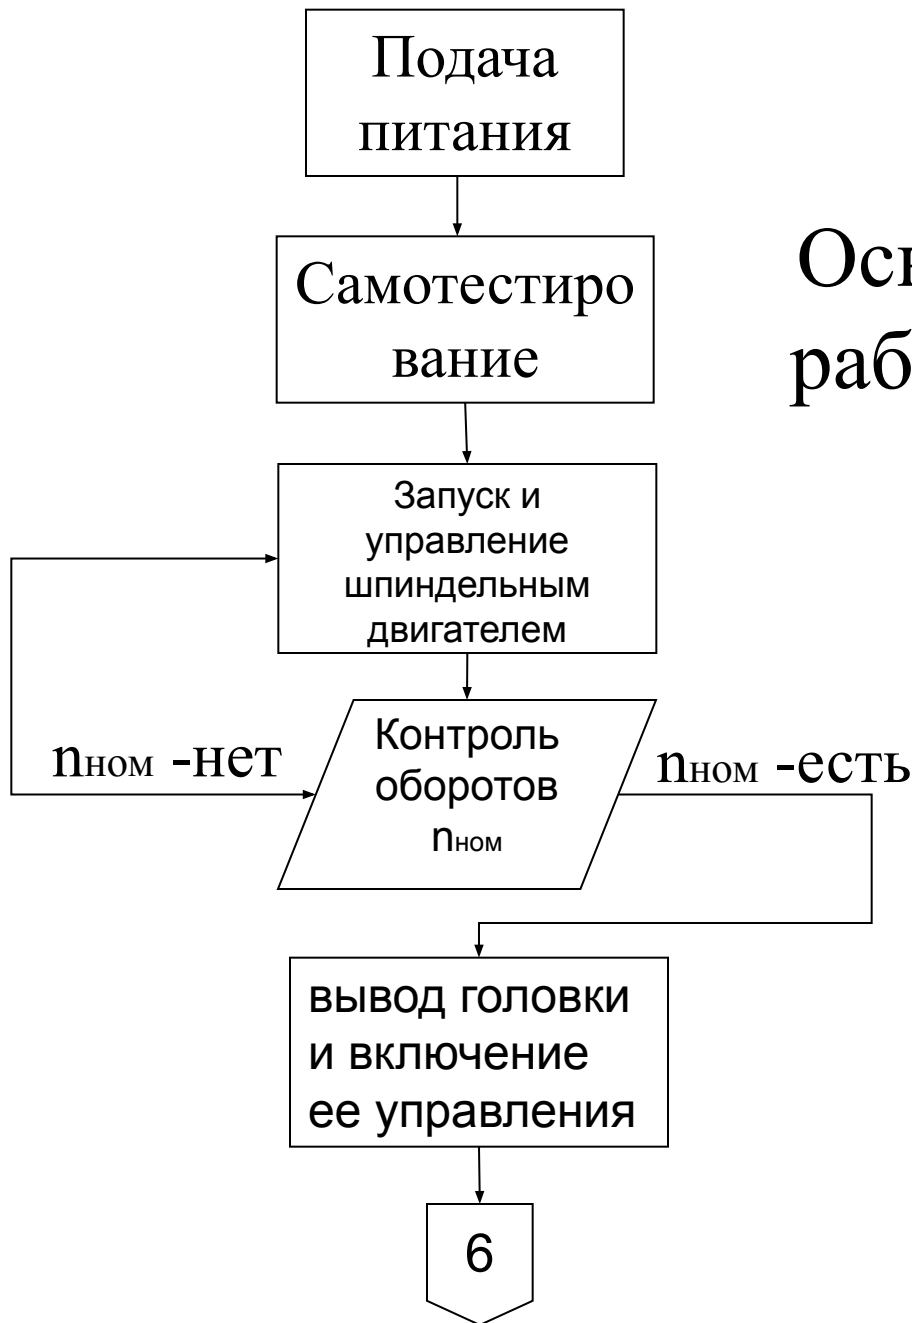 Подача
питания
Самотестиро
вание
Запуск и
управление
шпиндельным
двигателем
nном -нет
Контроль
оборотов
nном
nном -есть
вывод головки
и включение
ее управления
6